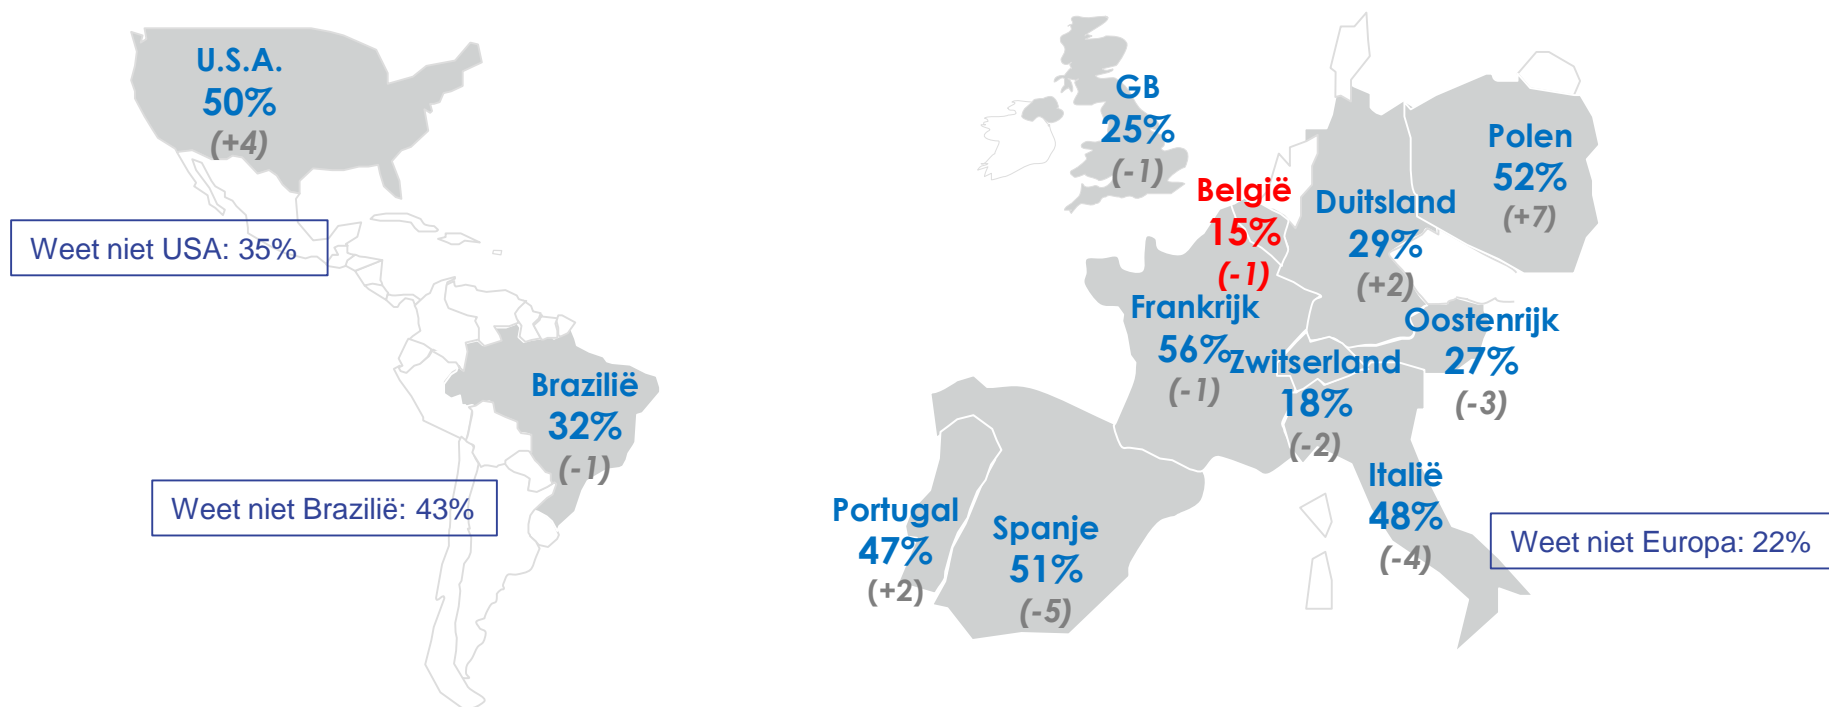 U.S.A.
50%
(+4)
Weet niet USA: 35%
Brazilië
32%
(-1)
Weet niet Brazilië: 43%
GB
25%
(-1)
België
15%
(-1)
Duitsland
29%
(+2)
Polen
52%
(+7)
Frankrijk
56%
(-1)
Zwitserland
18%
(-2)
Oostenrijk
27%
(-3)
Portugal
47%
(+2)
Spanje
51%
(-5)
Italië
48%
(-4)
Weet niet Europa: 22%